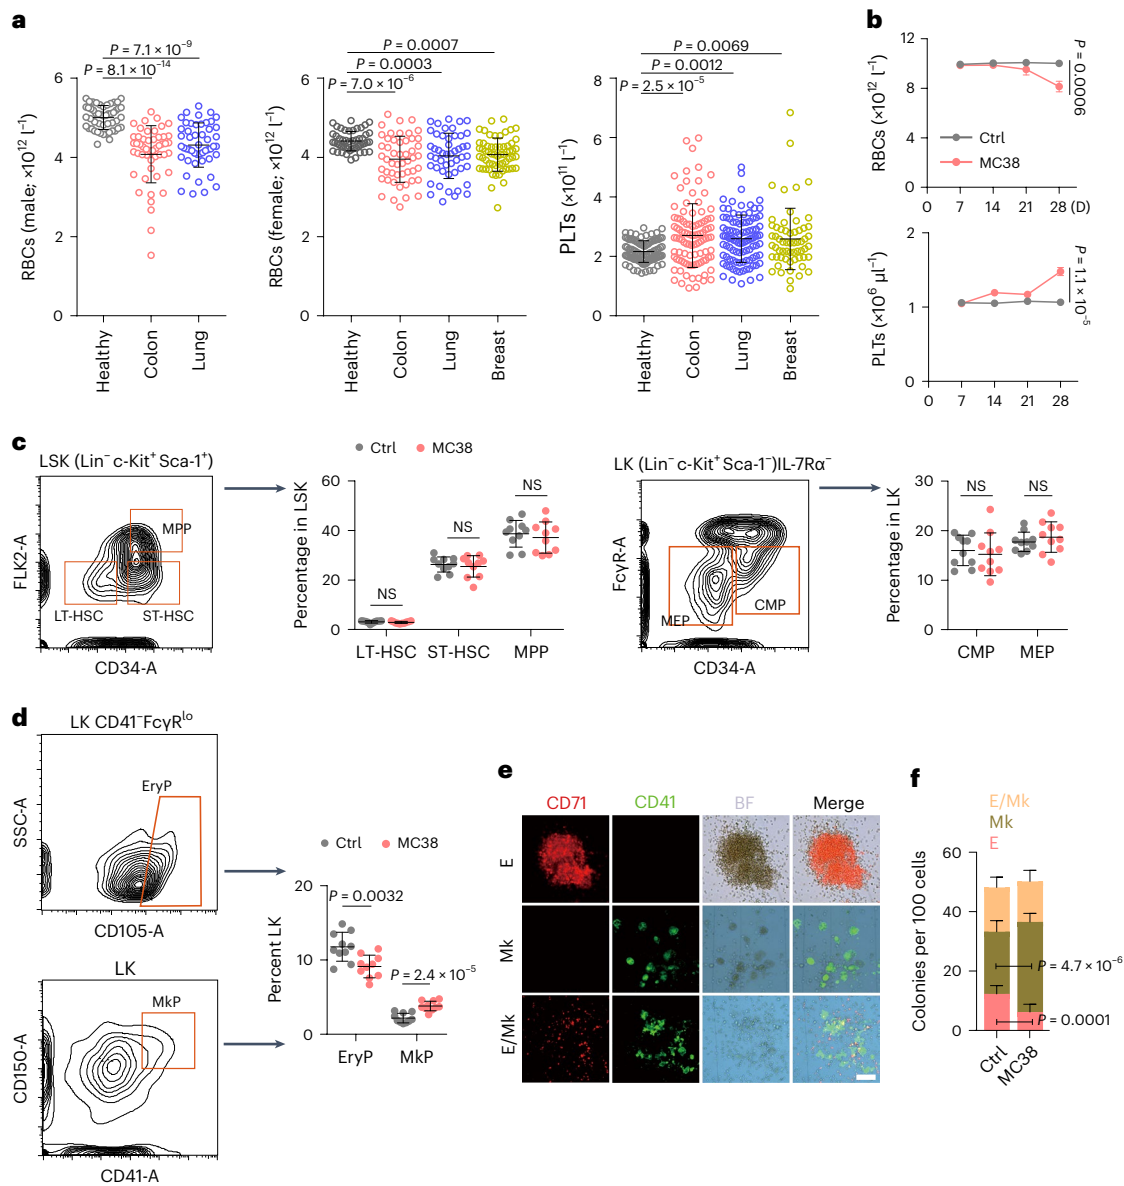 a
P = 7.1 × 10⁻⁹
P = 8.1 × 10⁻¹⁴
RBCs (male; ×10¹² l⁻¹)
6
4
2
0
Healthy
Colon
Lung
P = 0.0007
P = 0.0003
P = 7.0 × 10⁻⁶
RBCs (female; ×10¹² l⁻¹)
6
4
2
0
Healthy
Colon
Lung
Breast
P = 0.0069
P = 0.0012
P = 2.5 × 10⁻⁵
PLTs (×10¹¹ l⁻¹)
8
6
4
2
0
Healthy
Colon
Lung
Breast
b
RBCs (×10¹² l⁻¹)
12
8
4
0
P = 0.0006
Ctrl
MC38
0 7 14 21 28 (D)
PLTs (×10⁶ µl⁻¹)
2
1
0
P = 1.1 × 10⁻⁵
0 7 14 21 28
c
LSK (Lin⁻ c-Kit⁺ Sca-1⁺)
FLK2-A
MPP
LT-HSC
ST-HSC
CD34-A
Ctrl
MC38
Percentage in LSK
60
40
20
0
NS
NS
NS
LT-HSC ST-HSC MPP
LK (Lin⁻ c-Kit⁺ Sca-1⁻)IL-7Rα⁻
FcγR-A
MEP
CMP
CD34-A
Percentage in LK
30
20
10
0
NS
NS
CMP MEP
d
LK CD41⁻FcγRˡᵒ
SSC-A
EryP
CD105-A
LK
CD150-A
MkP
CD41-A
Ctrl
MC38
Percent LK
20
10
0
P = 0.0032
P = 2.4 × 10⁻⁵
EryP MkP
e
CD71 CD41 BF Merge
E
Mk
E/Mk
f
E/Mk
Mk
E
Colonies per 100 cells
60
40
20
0
P = 4.7 × 10⁻⁶
P = 0.0001
Ctrl
MC38